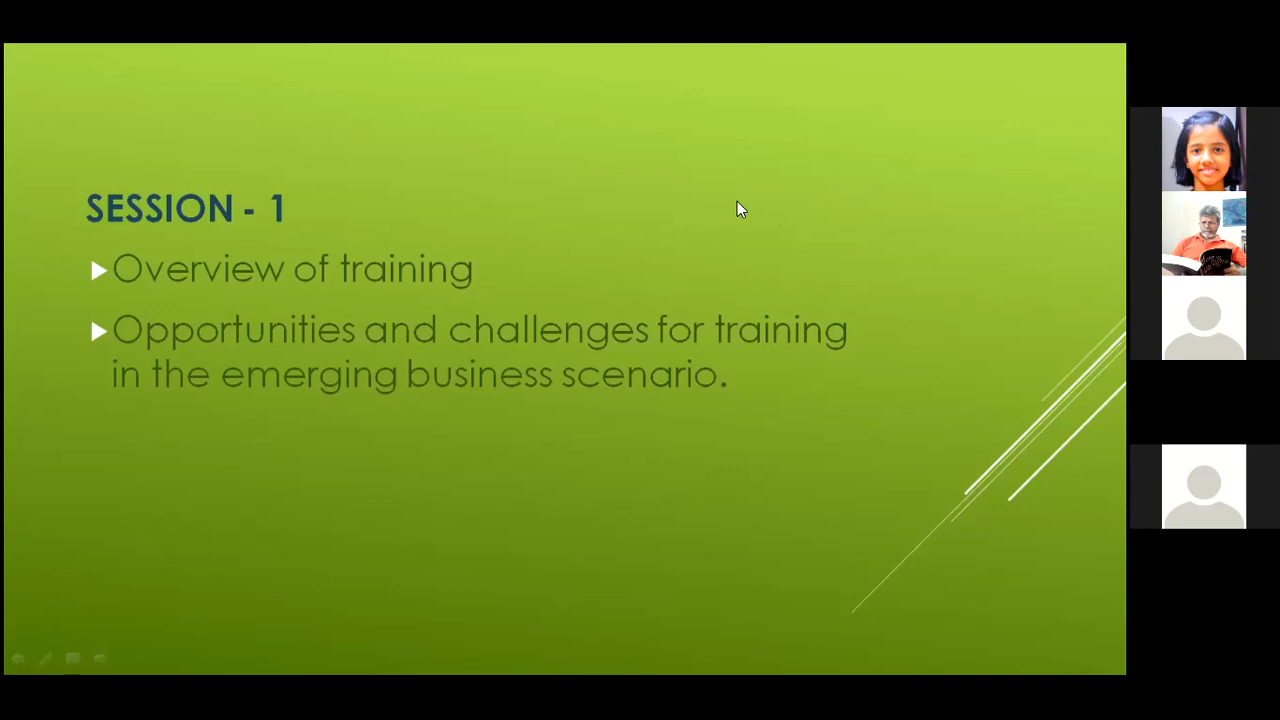 SESSION - 1
Overview of training
Opportunities and challenges for training
in the emerging business scenario.